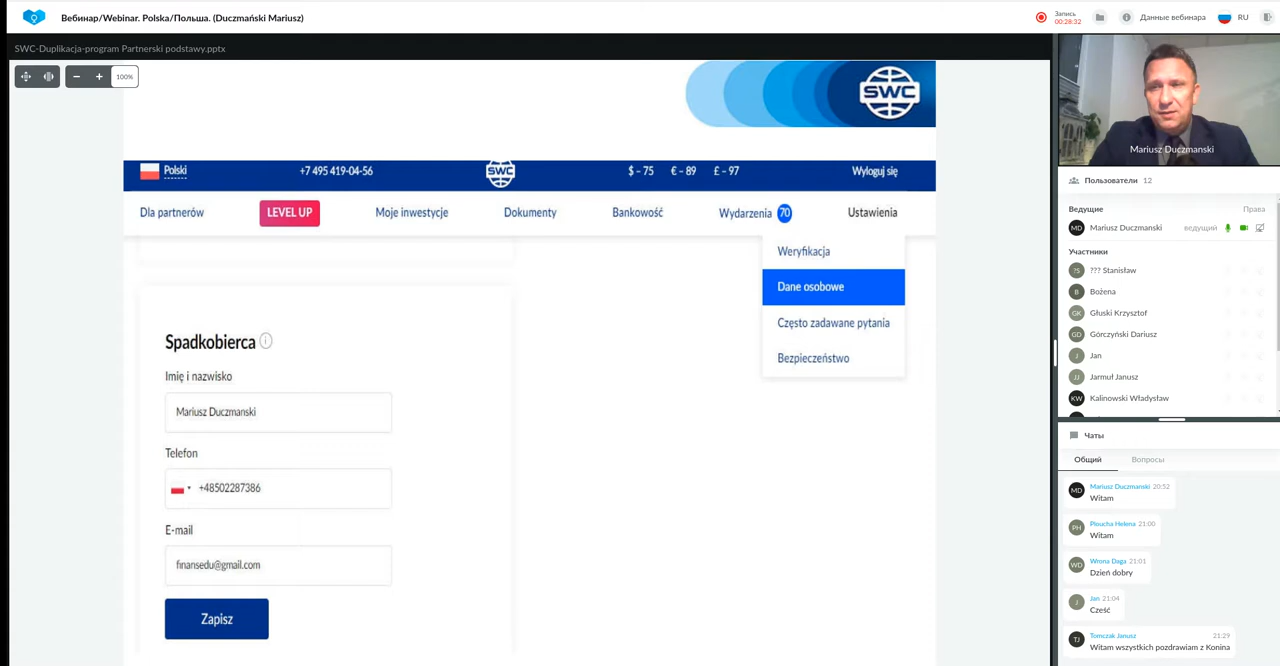 Вебинар/Webinar. Polska/Польша. (Duczmański Mariusz)
Запись
00:28:32
Данные вебинара
RU
SWC-Duplikacja-program Partnerski podstawy.pptx
100%
SWC
Polski
+7 495 419-04-56
SWC
$ – 75 € – 89 £ – 97
Wyloguj się
Dla partnerów
LEVEL UP
Moje inwestycje
Dokumenty
Bankowość
Wydarzenia 70
Ustawienia
Weryfikacja
Dane osobowe
Często zadawane pytania
Bezpieczeństwo
Spadkobierca
Imię i nazwisko
Mariusz Duczmanski
Telefon
+48502287386
E-mail
finansedu@gmail.com
Zapisz
Mariusz Duczmanski
Пользователи 12
Ведущие Права
MD Mariusz Duczmanski ведущий
Участники
?S ??? Stanisław
B Bożena
GK Głuski Krzysztof
GD Górczyński Dariusz
J Jan
JJ Jarmuł Janusz
KW Kalinowski Władysław
Чаты
Общий Вопросы
MD Mariusz Duczmanski 20:52
Witam
PH Ploucha Helena 21:00
Witam
WD Wrona Daga 21:01
Dzień dobry
J Jan 21:04
Cześć
TJ Tomczak Janusz 21:29
Witam wszystkich pozdrawiam z Konina